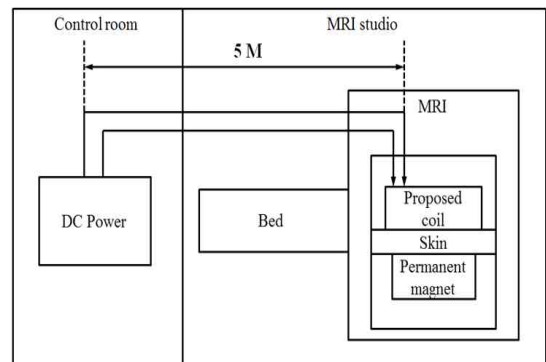 Control room
MRI studio
5 M
MRI
DC Power
Bed
Proposed
coil
Skin
Permanent
magnet